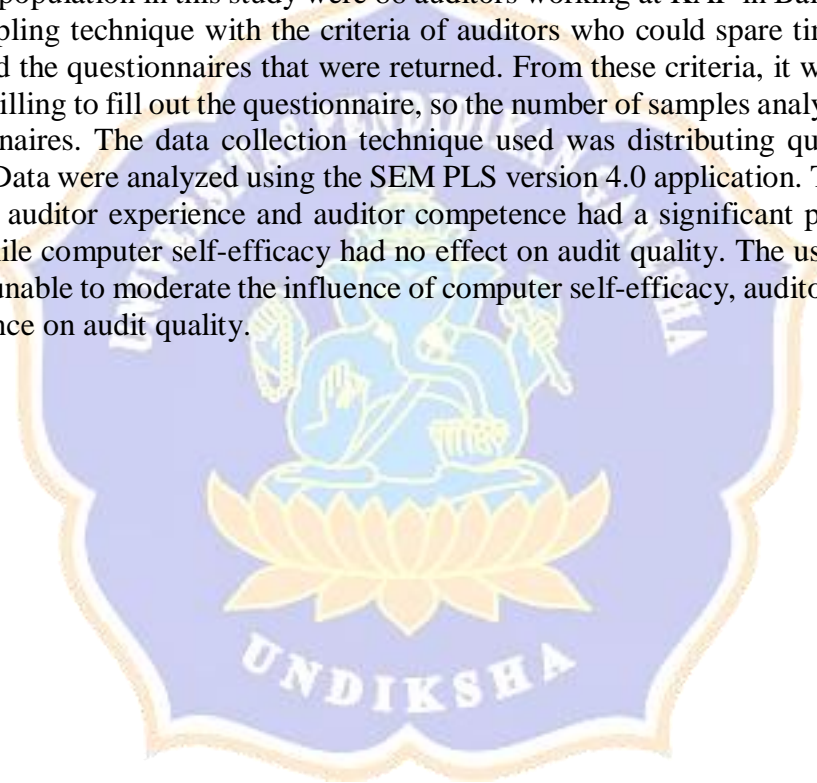 population in this study were auditors working at KAP in
pling technique with the criteria of auditors who could spare tim
d the questionnaires that were returned. From these criteria, it w
illing to fill out the questionnaire, so the number of samples analy
naires. The data collection technique used was distributing qu
Data were analyzed using the SEM PLS version 4.0 application. T
auditor experience and auditor competence had a significant p
ile computer self-efficacy had no effect on audit quality. The us
unable to moderate the influence of computer self-efficacy, audito
nce on audit quality.
UNIVERSITAS PENDIDIKAN GANESHA
UNDIKSHA